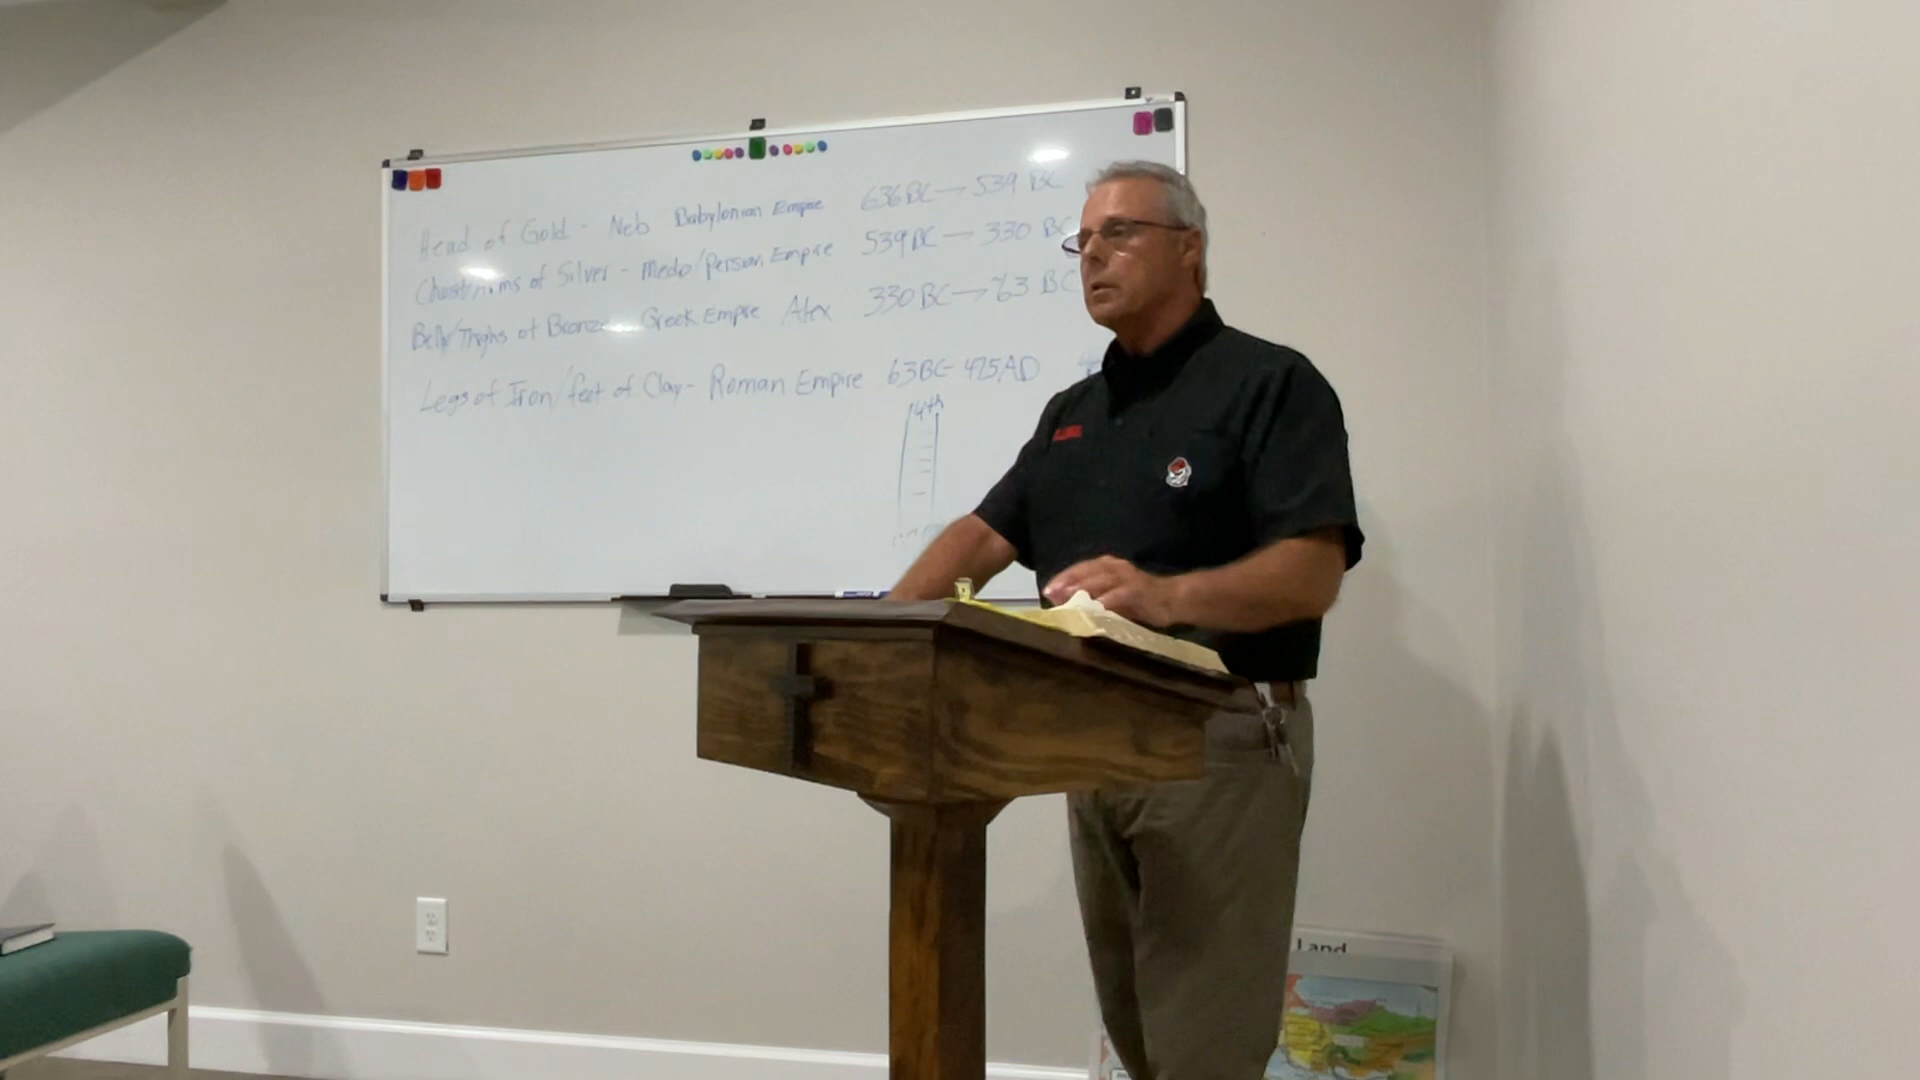 Head of Gold - Neb Babylonian Empire 636 BC → 539 BC
Chest/Arms of Silver - Medo/Persian Empire 539 BC — 330 BC
Belly/Thighs of Bronze - Greek Empire Alex 330 BC → 63 BC
Legs of Iron/feet of Clay - Roman Empire 63 BC - 475 AD
Land